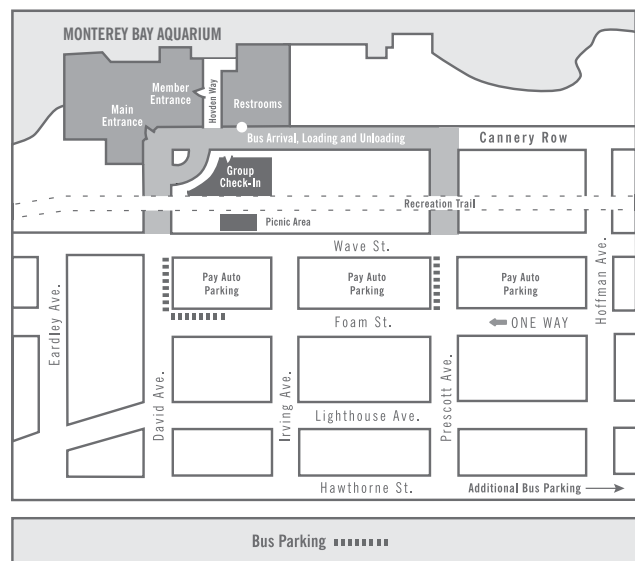 MONTEREY BAY AQUARIUM
Member
Entrance
Main
Entrance
Hovden Way
Restrooms
Bus Arrival, Loading and Unloading
Cannery Row
Group
Check-In
Recreation Trail
Picnic Area
Wave St.
Pay Auto
Parking
Pay Auto
Parking
Pay Auto
Parking
Hoffman Ave.
Eardley Ave.
Foam St.
ONE WAY
David Ave.
Irving Ave.
Prescott Ave.
Lighthouse Ave.
Hawthorne St.
Additional Bus Parking
Bus Parking